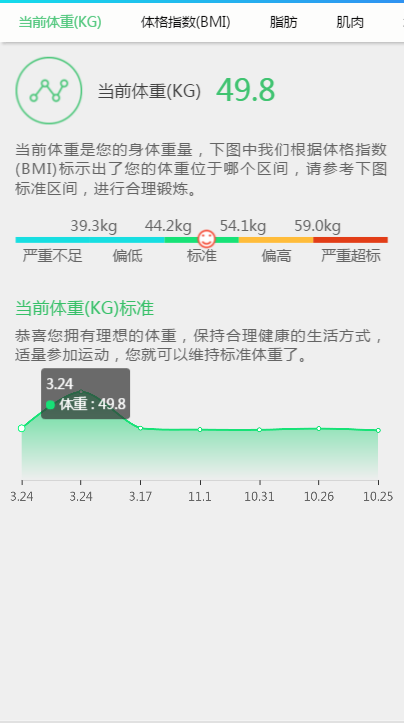 当前体重(KG) 体格指数(BMI) 脂肪 肌肉
当前体重(KG) 49.8
当前体重是您的身体重量，下图中我们根据体格指数
(BMI)标示出了您的体重位于哪个区间，请参考下图
标准区间，进行合理锻炼。
39.3kg 44.2kg 54.1kg 59.0kg
严重不足 偏低 标准 偏高 严重超标
当前体重(KG)标准
恭喜您拥有理想的体重，保持合理健康的生活方式，
适量参加运动，您就可以维持标准体重了。
3.24
体重 : 49.8
3.24 3.24 3.17 11.1 10.31 10.26 10.25